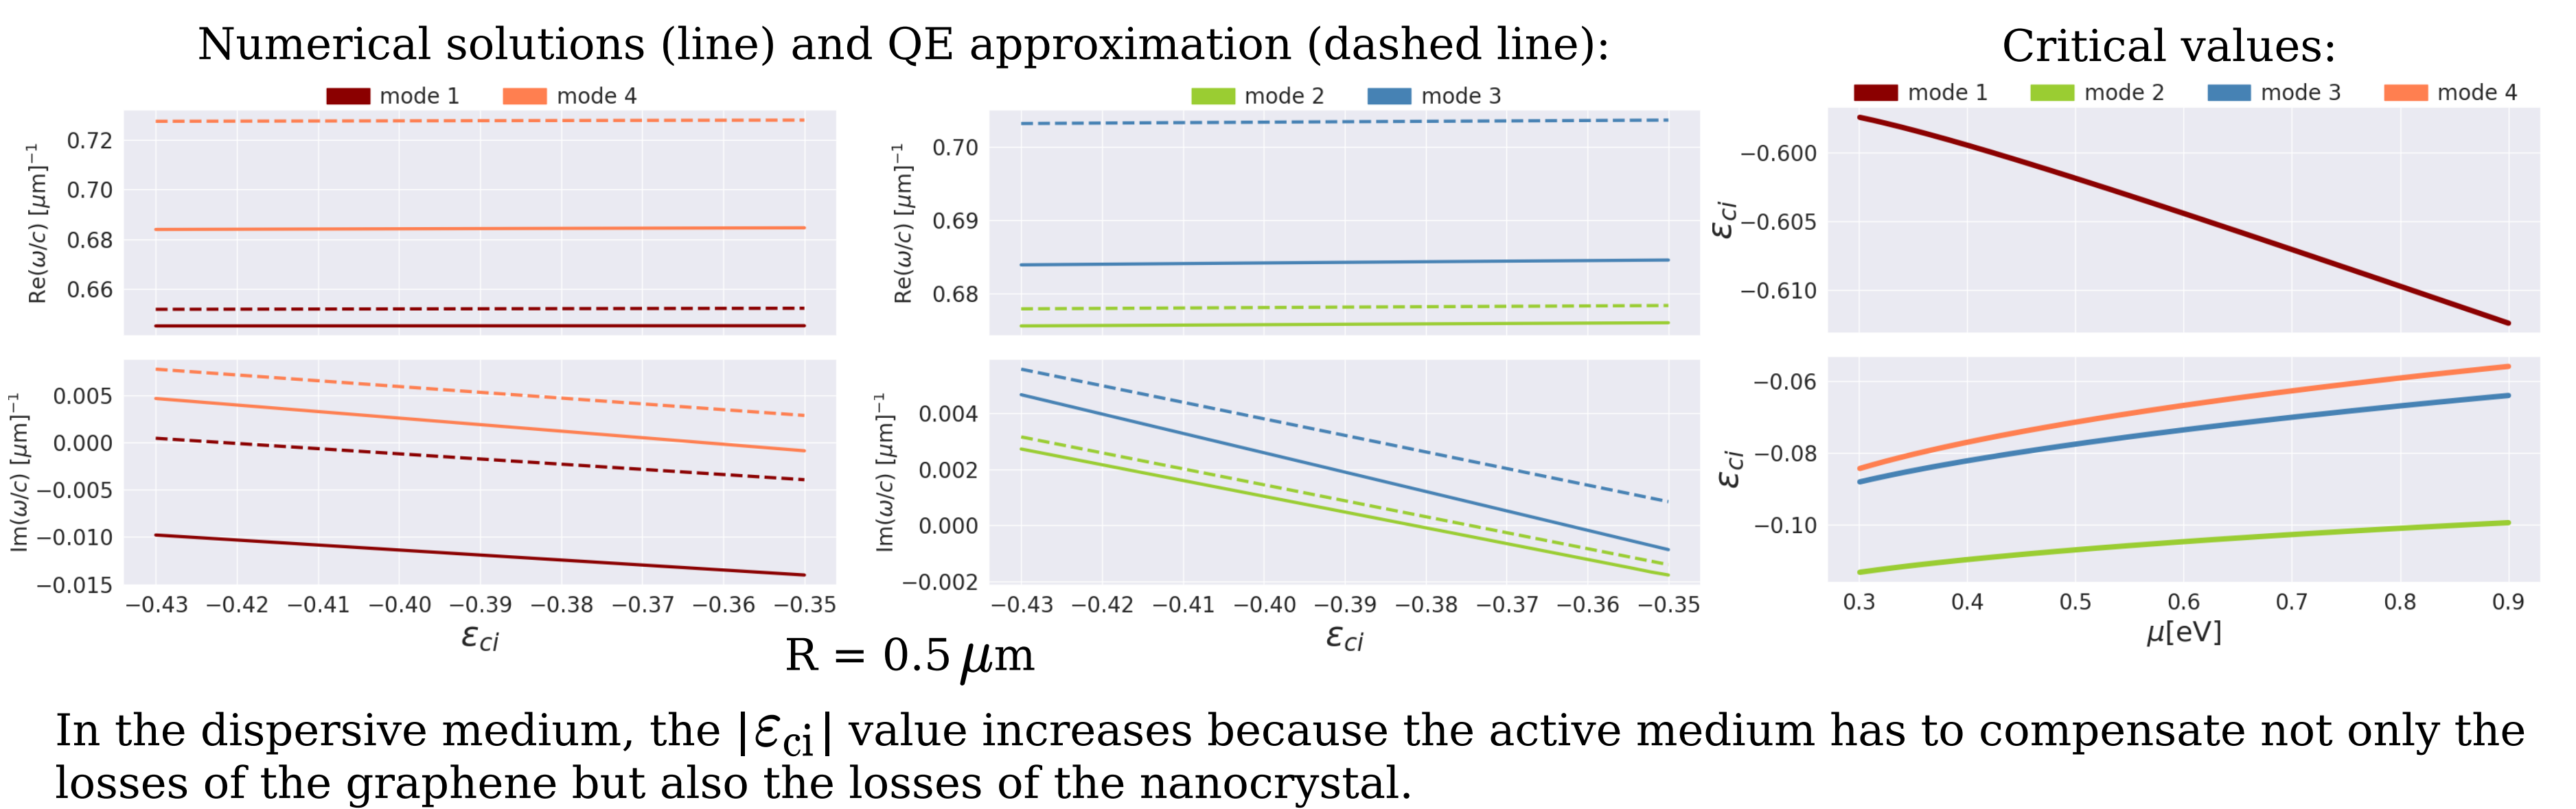 Numerical solutions (line) and QE approximation (dashed line):
Critical values:
mode 1 mode 4
mode 2 mode 3
mode 1 mode 2 mode 3 mode 4
Re(ω/c) [μm]⁻¹
0.72
0.70
0.68
0.66
Re(ω/c) [μm]⁻¹
0.70
0.69
0.68
ε_ci
−0.600
−0.605
−0.610
Im(ω/c) [μm]⁻¹
0.005
0.000
−0.005
−0.010
−0.015
−0.43 −0.42 −0.41 −0.40 −0.39 −0.38 −0.37 −0.36 −0.35
ε_ci
Im(ω/c) [μm]⁻¹
0.004
0.002
0.000
−0.002
−0.43 −0.42 −0.41 −0.40 −0.39 −0.38 −0.37 −0.36 −0.35
ε_ci
ε_ci
−0.06
−0.08
−0.10
0.3 0.4 0.5 0.6 0.7 0.8 0.9
μ[eV]
R = 0.5 μm
In the dispersive medium, the |ε_ci| value increases because the active medium has to compensate not only the
losses of the graphene but also the losses of the nanocrystal.